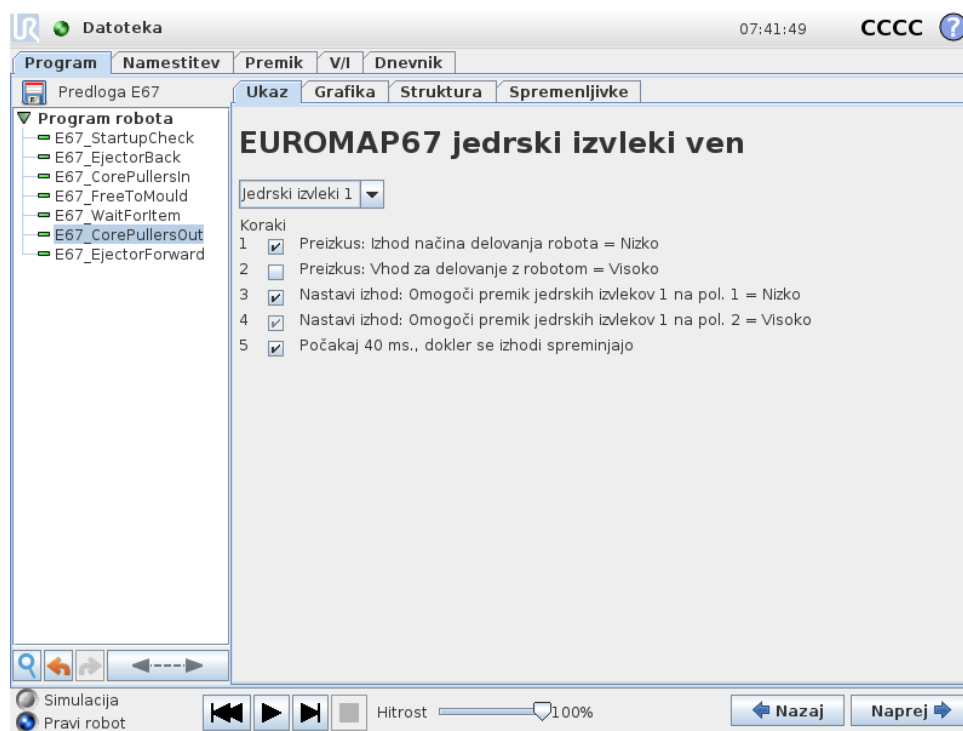 UR Datoteka 07:41:49 CCCC ?
Program Namestitev Premik V/I Dnevnik
Predloga E67
Ukaz Grafika Struktura Spremenljivke
Program robota
E67_StartupCheck
E67_EjectorBack
E67_CorePullersIn
E67_FreeToMould
E67_WaitForItem
E67_CorePullersOut
E67_EjectorForward
EUROMAP67 jedrski izvleki ven
Jedrski izvleki 1
Koraki
1 Preizkus: Izhod načina delovanja robota = Nizko
2 Preizkus: Vhod za delovanje z robotom = Visoko
3 Nastavi izhod: Omogoči premik jedrskih izvlekov 1 na pol. 1 = Nizko
4 Nastavi izhod: Omogoči premik jedrskih izvlekov 1 na pol. 2 = Visoko
5 Počakaj 40 ms., dokler se izhodi spreminjajo
Simulacija
Pravi robot
Hitrost 100%
Nazaj Naprej